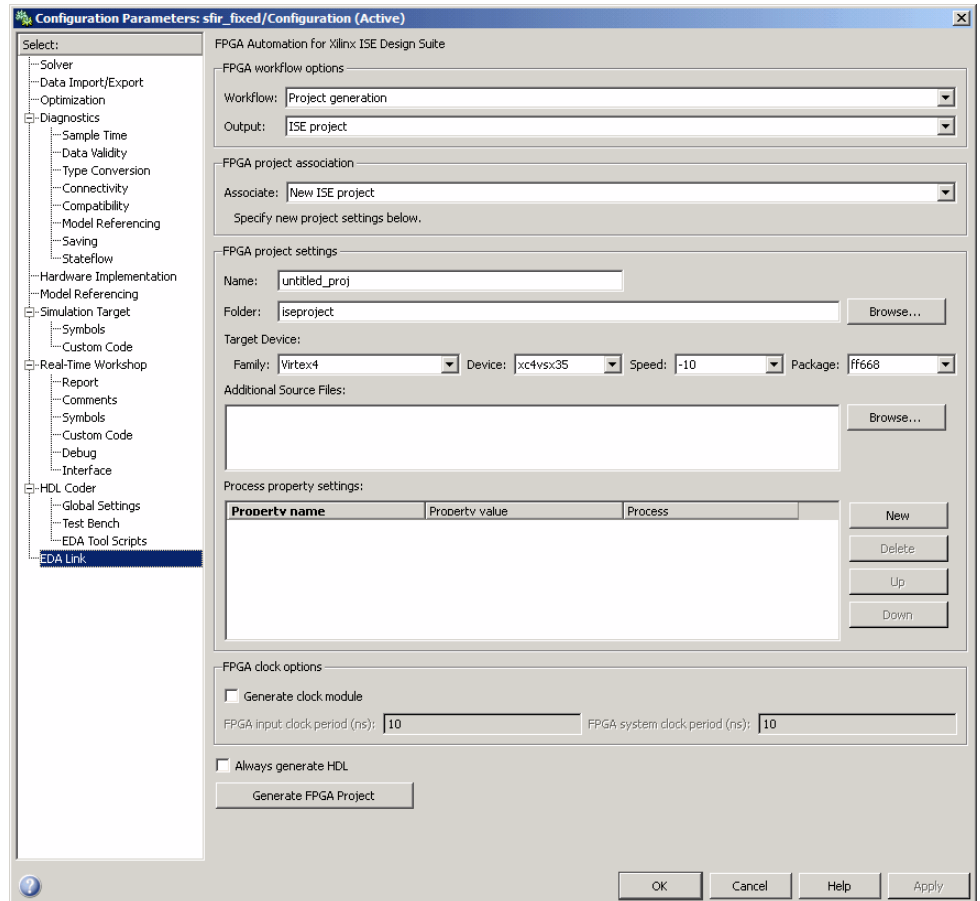 Configuration Parameters: sfir_fixed/Configuration (Active)
Select:
Solver
Data Import/Export
Optimization
Diagnostics
Sample Time
Data Validity
Type Conversion
Connectivity
Compatibility
Model Referencing
Saving
Stateflow
Hardware Implementation
Model Referencing
Simulation Target
Symbols
Custom Code
Real-Time Workshop
Report
Comments
Symbols
Custom Code
Debug
Interface
HDL Coder
Global Settings
Test Bench
EDA Tool Scripts
EDA Link
FPGA Automation for Xilinx ISE Design Suite
FPGA workflow options
Workflow: Project generation
Output: ISE project
FPGA project association
Associate: New ISE project
Specify new project settings below.
FPGA project settings
Name: untitled_proj
Folder: iseproject Browse...
Target Device:
Family: Virtex4 Device: xc4vsx35 Speed: -10 Package: ff668
Additional Source Files:
Browse...
Process property settings:
Property name Property value Process
New
Delete
Up
Down
FPGA clock options
Generate clock module
FPGA input clock period (ns): 10 FPGA system clock period (ns): 10
Always generate HDL
Generate FPGA Project
OK Cancel Help Apply